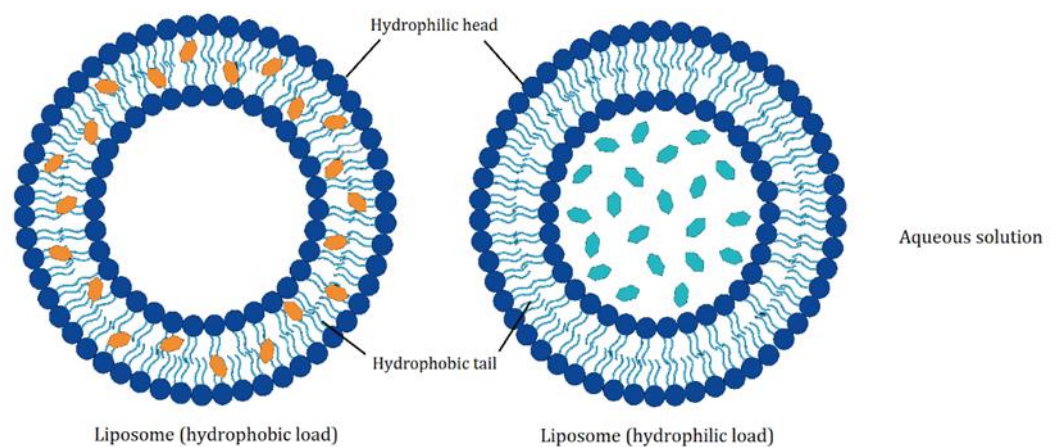 Hydrophilic head
Aqueous solution
Hydrophobic tail
Liposome (hydrophobic load)
Liposome (hydrophilic load)